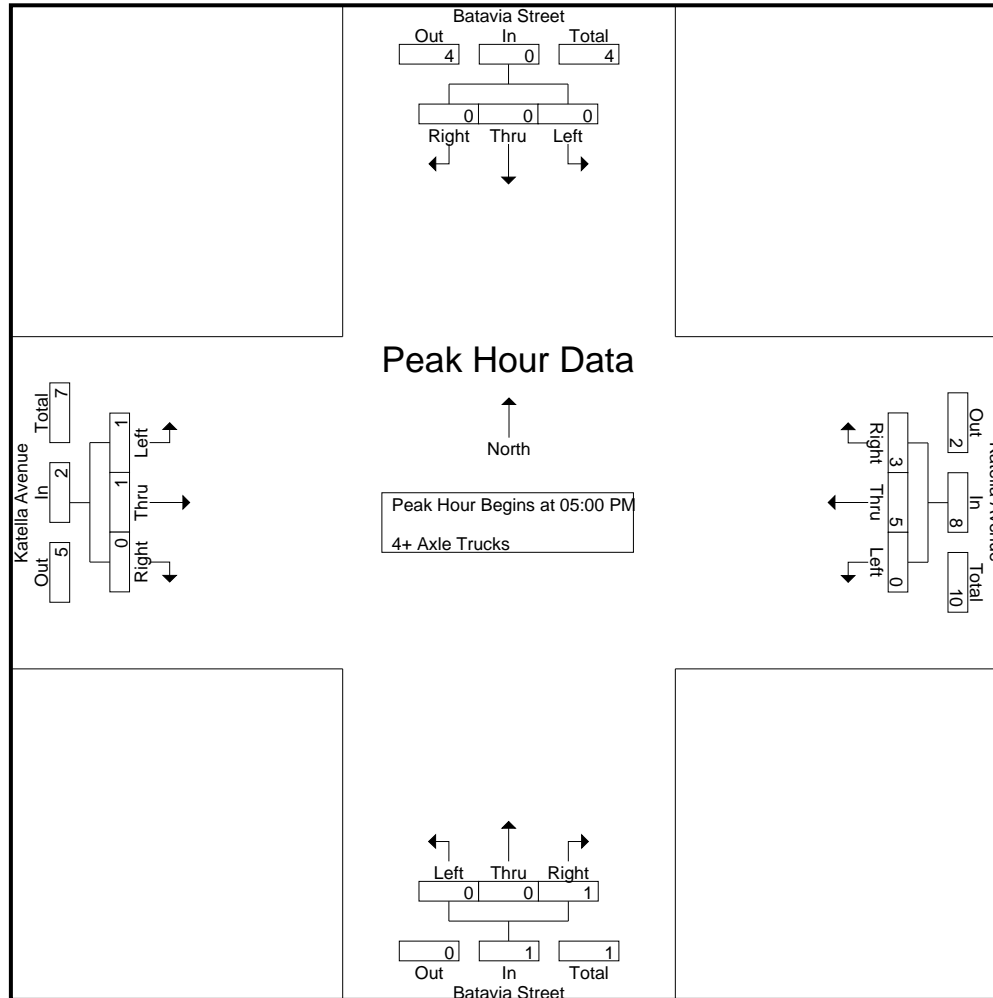 Batavia Street
Out In Total
4 0 4
0 0 0
Right Thru Left
Peak Hour Data
North
Peak Hour Begins at 05:00 PM
4+ Axle Trucks
Katella Avenue
Out In Total
5 2 7
Right Thru Left
0 1 1
Out In Total
2 8 10
Right Thru Left
3 5 0
Left Thru Right
0 0 1
0 1 1
Out In Total
Batavia Street